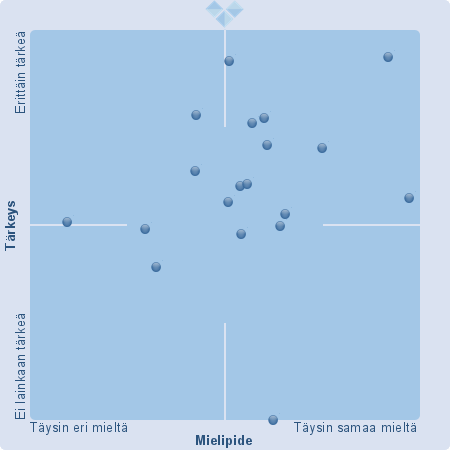 Erittäin tärkeä
Tärkeys
Ei lainkaan tärkeä
Täysin eri mieltä
Täysin samaa mieltä
Mielipide